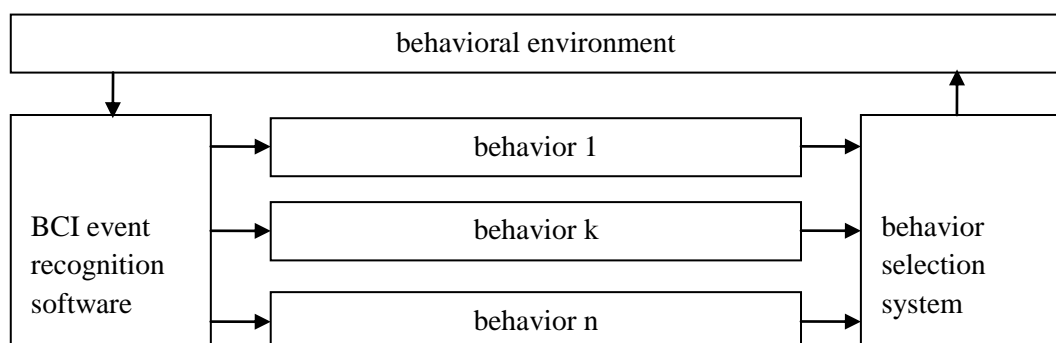 behavioral environment
behavior 1
BCI event
recognition
software
behavior k
behavior n
behavior
selection
system